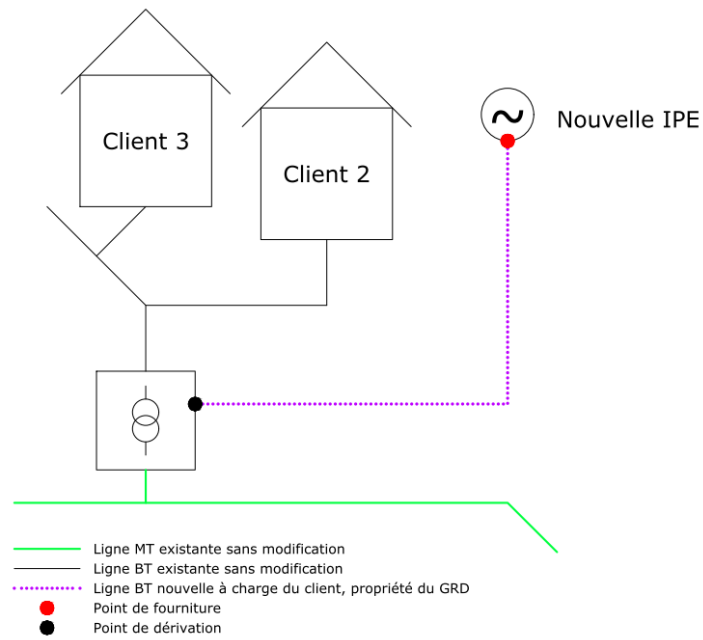 Client 3
Client 2
Nouvelle IPE
Ligne MT existante sans modification
Ligne BT existante sans modification
Ligne BT nouvelle à charge du client, propriété du GRD
Point de fourniture
Point de dérivation